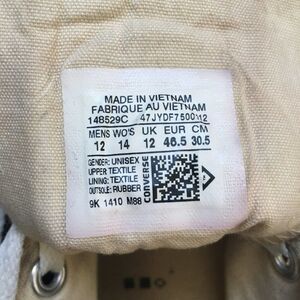 MADE IN VIETNAM
FABRIQUE AU VIETNAM
148529C 47JYDF7500 12
MENS WO'S UK EUR CM
12 14 12 46.5 30.5
GENDER: UNISEX
UPPER: TEXTILE
LINING: TEXTILE
OUTSOLE: RUBBER
9K 1410 M88
CONVERSE